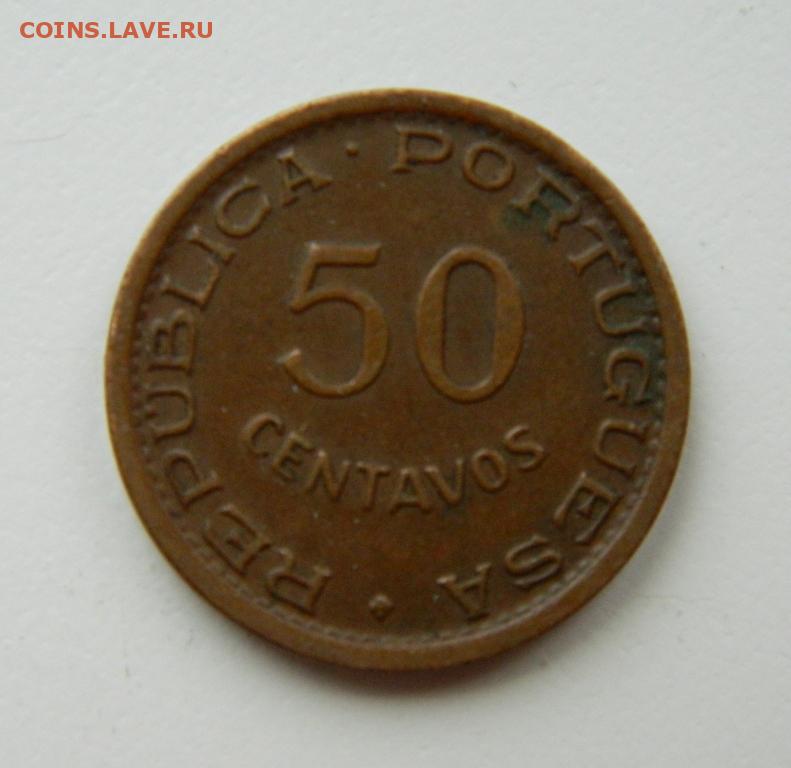 COINS.LAVE.RU
REPUBLICA · PORTUGUESA
50
CENTAVOS